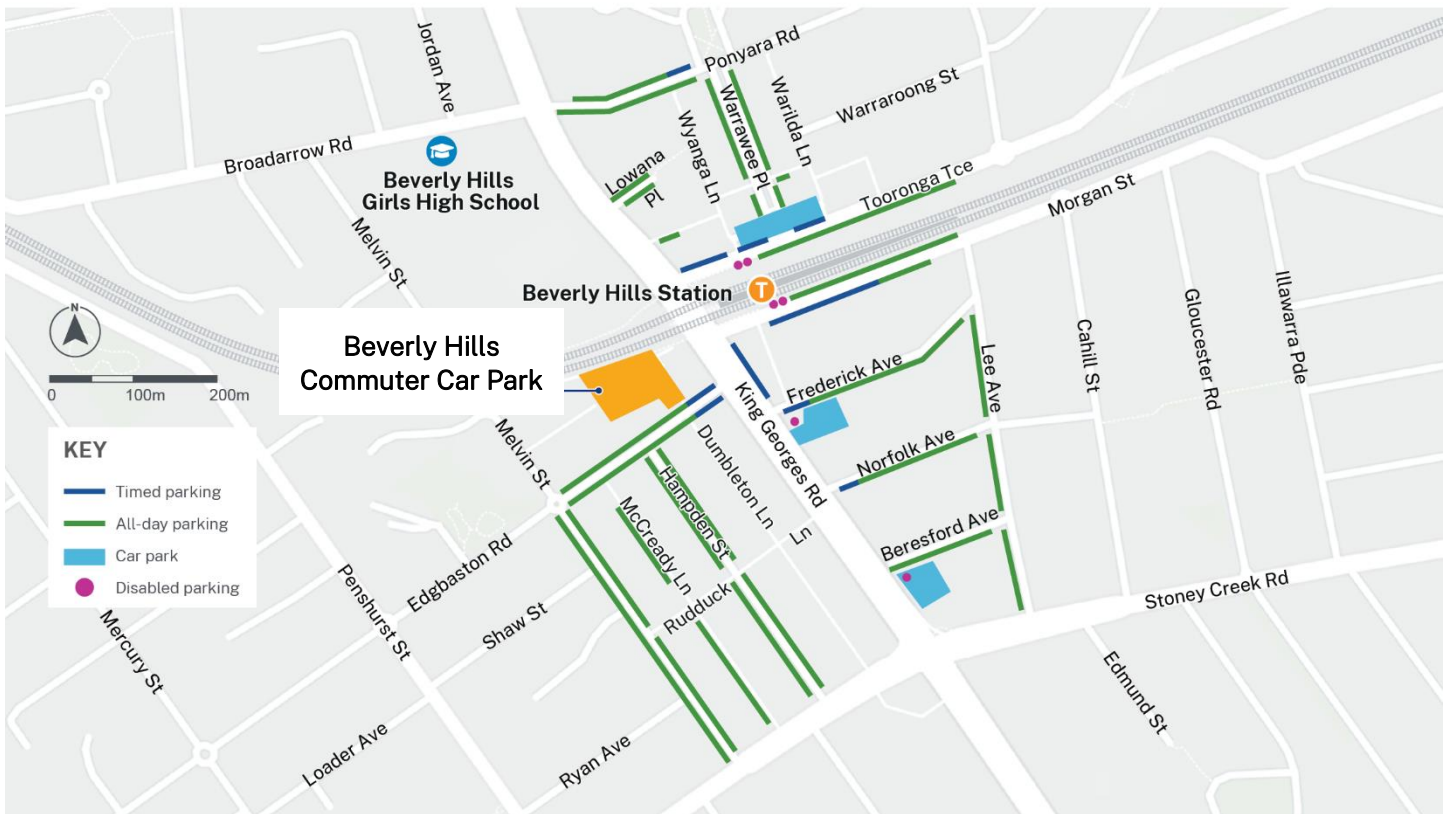 Jordan Ave
Ponyara Rd
Warilda Ln
Warraroong St
Warrawee Pl
Wyanga Ln
Broadarrow Rd
Beverly Hills
Girls High School
Lowana
Pl
Tooronga Tce
Morgan St
Melvin St
Beverly Hills Station
T
N
0
100m
200m
Beverly Hills
Commuter Car Park
Illawarra Pde
Gloucester Rd
Cahill St
Lee Ave
Frederick Ave
King Georges Rd
Norfolk Ave
Melvin St
Dumbleton Ln
Hampden St
McCready Ln
Ln
Beresford Ave
KEY
Timed parking
All-day parking
Car park
Disabled parking
Edgbaston Rd
Penshurst St
Shaw St
Rudduck
Stoney Creek Rd
Mercury St
Edmund St
Loader Ave
Ryan Ave